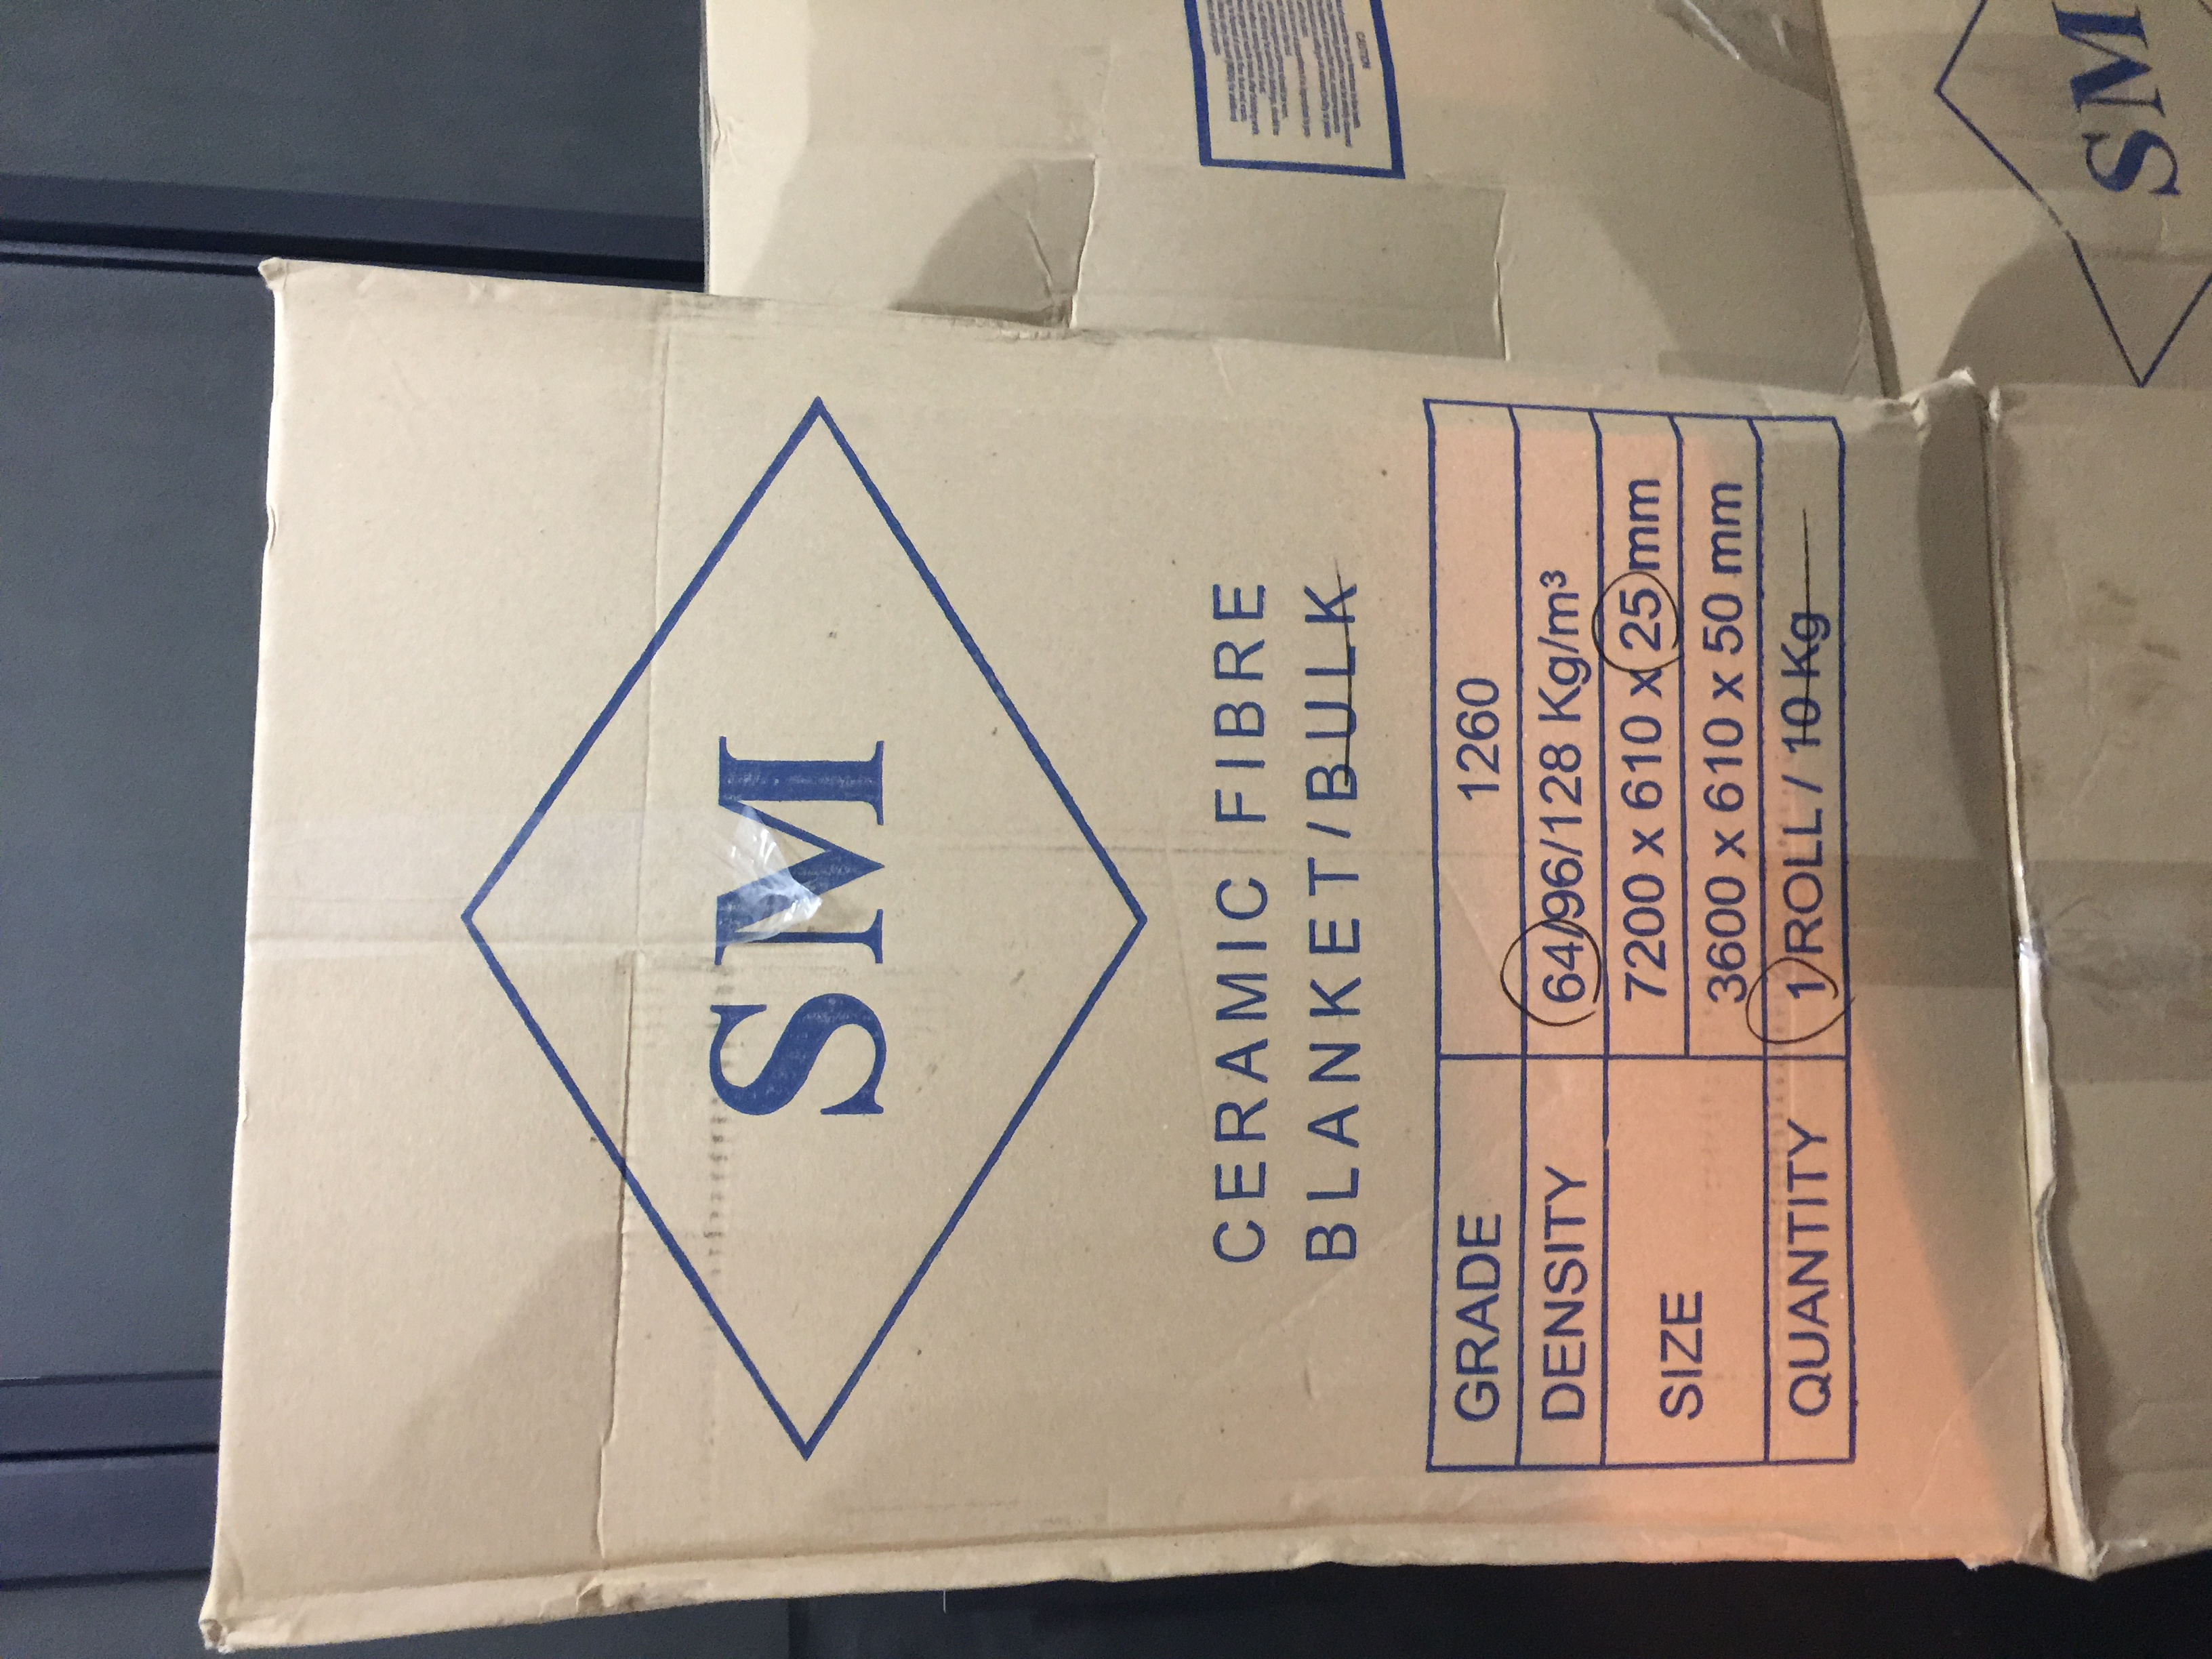 SM
CERAMIC FIBRE
BLANKET/BULK
GRADE 1260
DENSITY 64/96/128 Kg/m³
SIZE 7200 x 610 x 25 mm
3600 x 610 x 50 mm
QUANTITY 1 ROLL / 10 Kg
CAUTION
SM